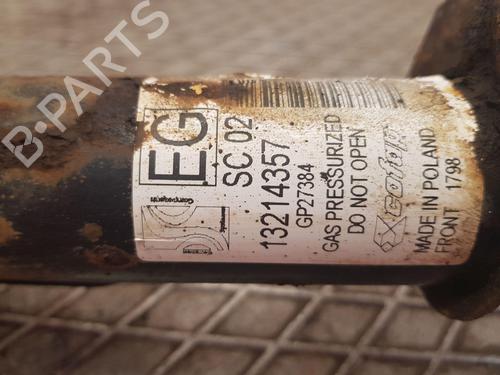 B-PARTS
EG
SC 02
13214357
GP27384
GAS PRESSURIZED
DO NOT OPEN
MADE IN POLAND
FRONT 1798